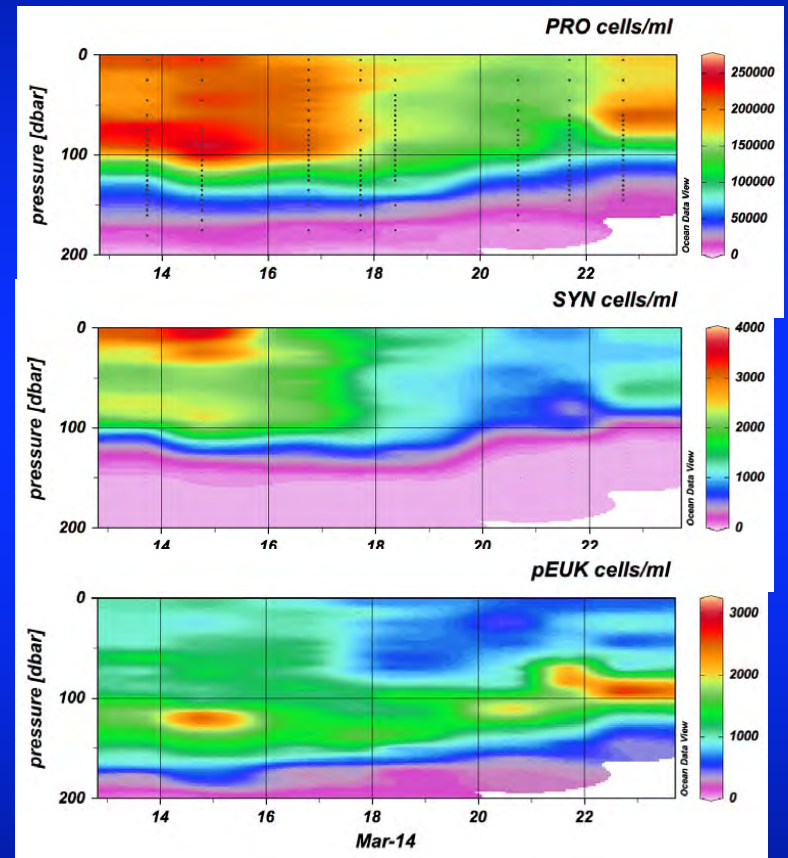 PRO cells/ml
0
100
200
pressure [dbar]
14 16 18 20 22
250000
200000
150000
100000
50000
0
Ocean Data View
SYN cells/ml
0
100
200
pressure [dbar]
14 16 18 20 22
4000
3000
2000
1000
0
Ocean Data View
pEUK cells/ml
0
100
200
pressure [dbar]
14 16 18 20 22
3000
2000
1000
0
Ocean Data View
Mar-14